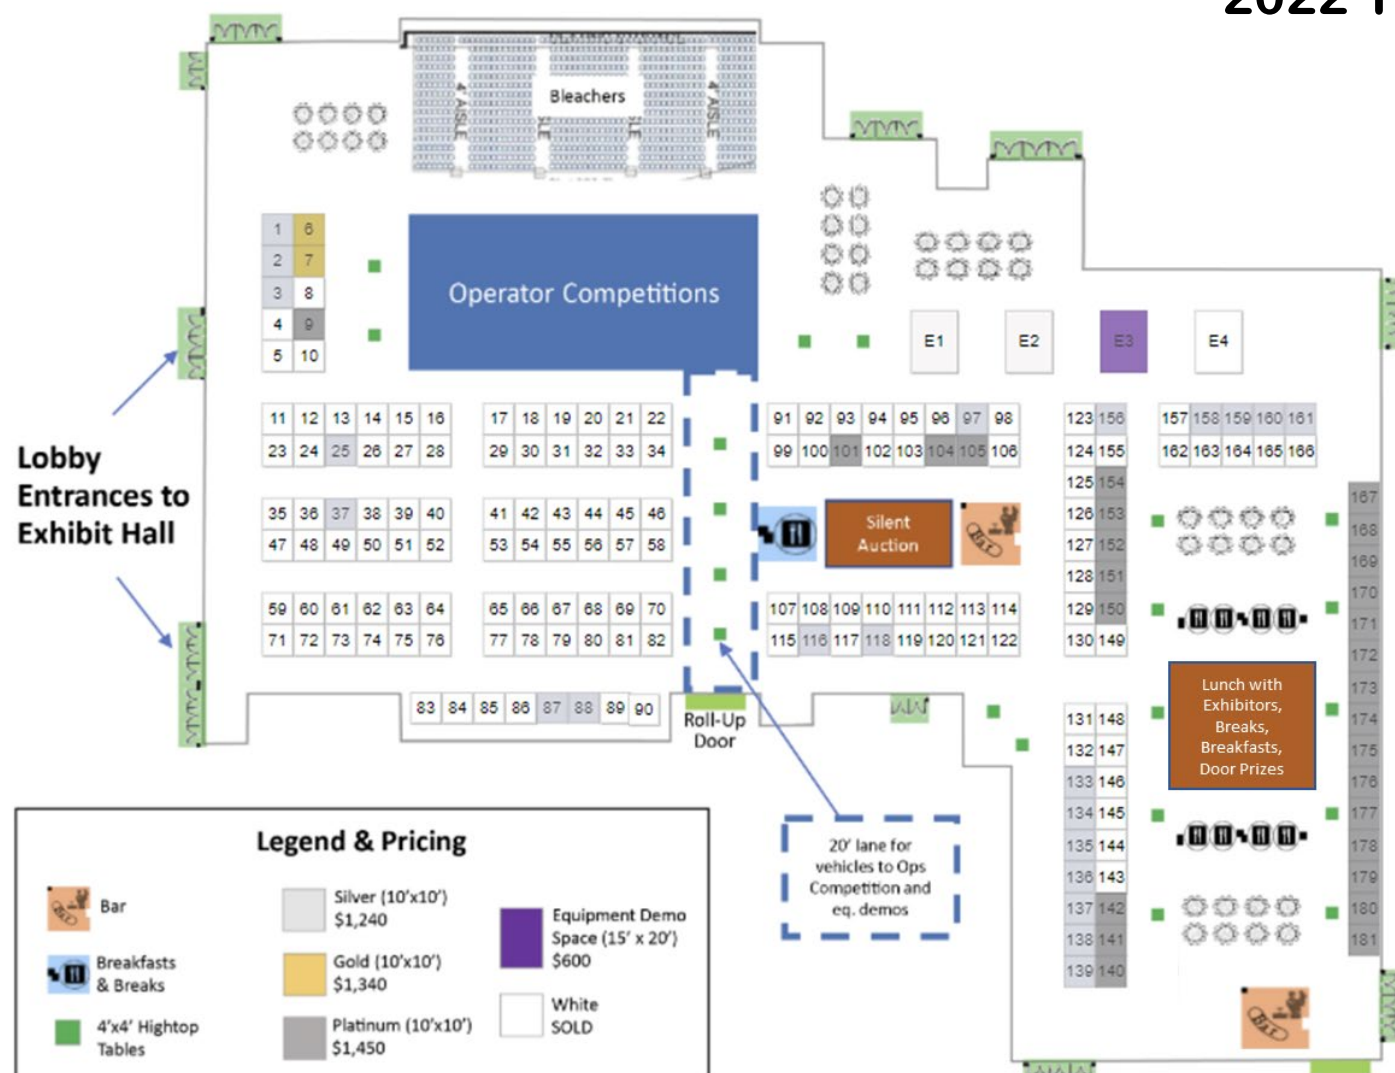 2022
Bleachers
4' AISLE
4' AISLE
1 6
2 7
3 8
4 9
5 10
Operator Competitions
E1 E2 E3 E4
11 12 13 14 15 16 17 18 19 20 21 22 91 92 93 94 95 96 97 98 123 156 157 158 159 160 161
23 24 25 26 27 28 29 30 31 32 33 34 99 100 101 102 103 104 105 106 124 155 162 163 164 165 166
Lobby
Entrances to
Exhibit Hall
125 154
35 36 37 38 39 40 41 42 43 44 45 46 126 153
47 48 49 50 51 52 53 54 55 56 57 58 127 152
Silent
Auction
Bar
128 151
59 60 61 62 63 64 65 66 67 68 69 70 107 108 109 110 111 112 113 114 129 150
71 72 73 74 75 76 77 78 79 80 81 82 115 116 117 118 119 120 121 122 130 149
83 84 85 86 87 88 89 90
Roll-Up
Door
131 148
132 147
133 146
134 145
135 144
136 143
137 142
138 141
139 140
167
168
169
170
171
172
173
174
175
176
177
178
179
180
181
Lunch with
Exhibitors,
Breaks,
Breakfasts,
Door Prizes
20' lane for
vehicles to Ops
Competition and
eq. demos
Bar
Legend & Pricing
Bar
Bar
Breakfasts
& Breaks
4'x4' Hightop
Tables
Silver (10'x10')
$1,240
Gold (10'x10')
$1,340
Platinum (10'x10')
$1,450
Equipment Demo
Space (15' x 20')
$600
White
SOLD